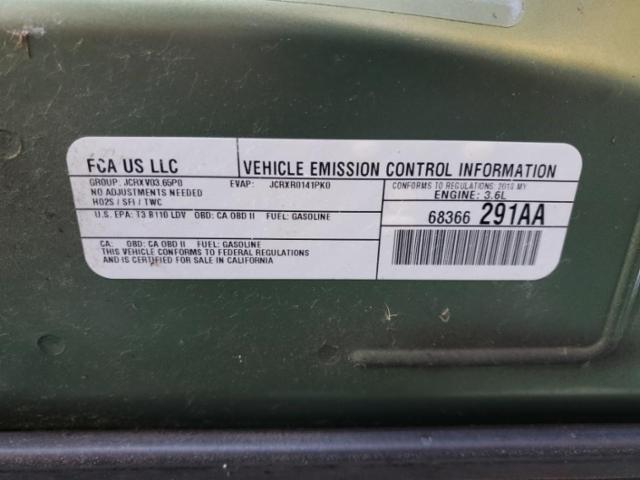 FCA US LLC VEHICLE EMISSION CONTROL INFORMATION
GROUP: JCRXV03.65P0 EVAP: JCRXR0141PK0 CONFORMS TO REGULATIONS: 2018 MY
NO ADJUSTMENTS NEEDED ENGINE: 3.6L
HO2S / SFI / TWC
U.S. EPA: T3 B110 LDV OBD: CA OBD II FUEL: GASOLINE 68366 291AA
CA: OBD: CA OBD II FUEL: GASOLINE
THIS VEHICLE CONFORMS TO FEDERAL REGULATIONS
AND IS CERTIFIED FOR SALE IN CALIFORNIA